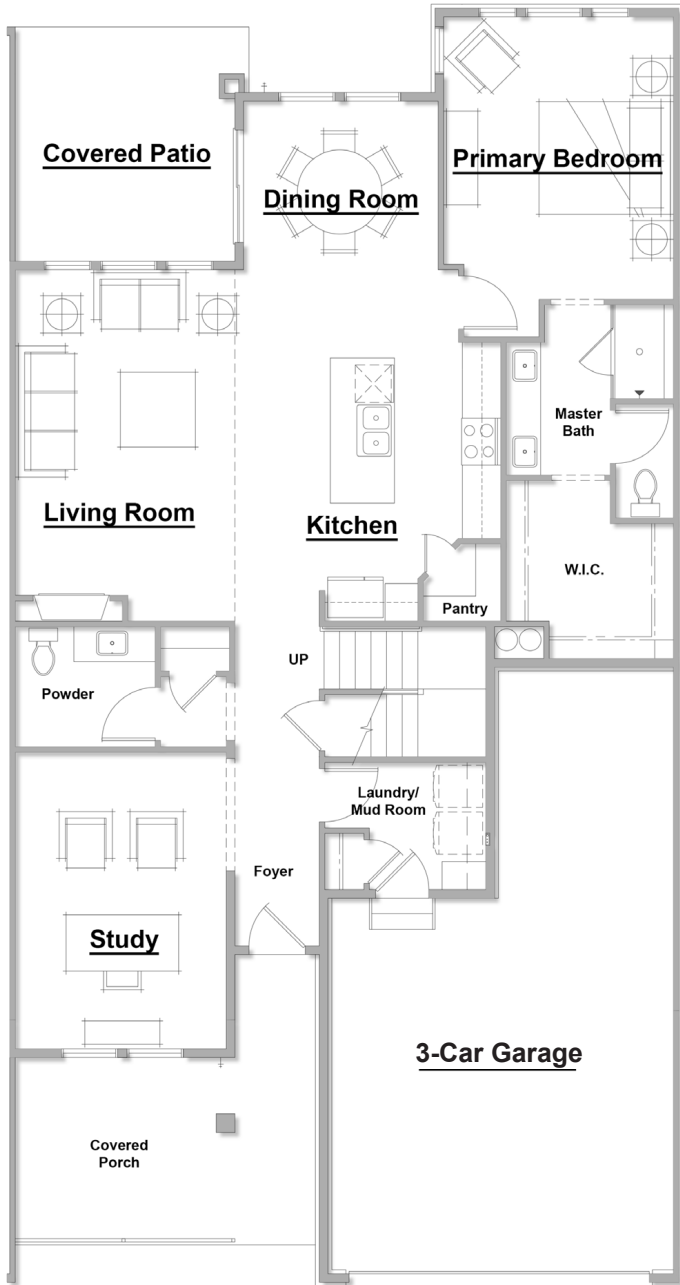 Covered Patio
Primary Bedroom
Dining Room
Master
Bath
Living Room
Kitchen
W.I.C.
Pantry
UP
Powder
Laundry/
Mud Room
Foyer
Study
3-Car Garage
Covered
Porch